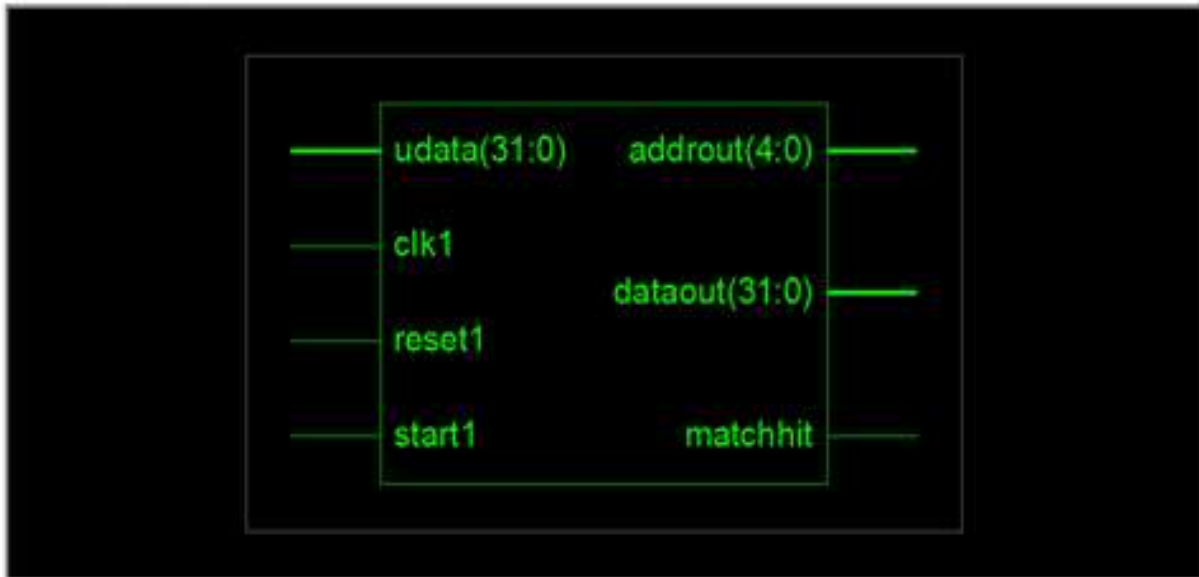 udata(31:0) addrout(4:0)
clk1
dataout(31:0)
reset1
start1 matchhit